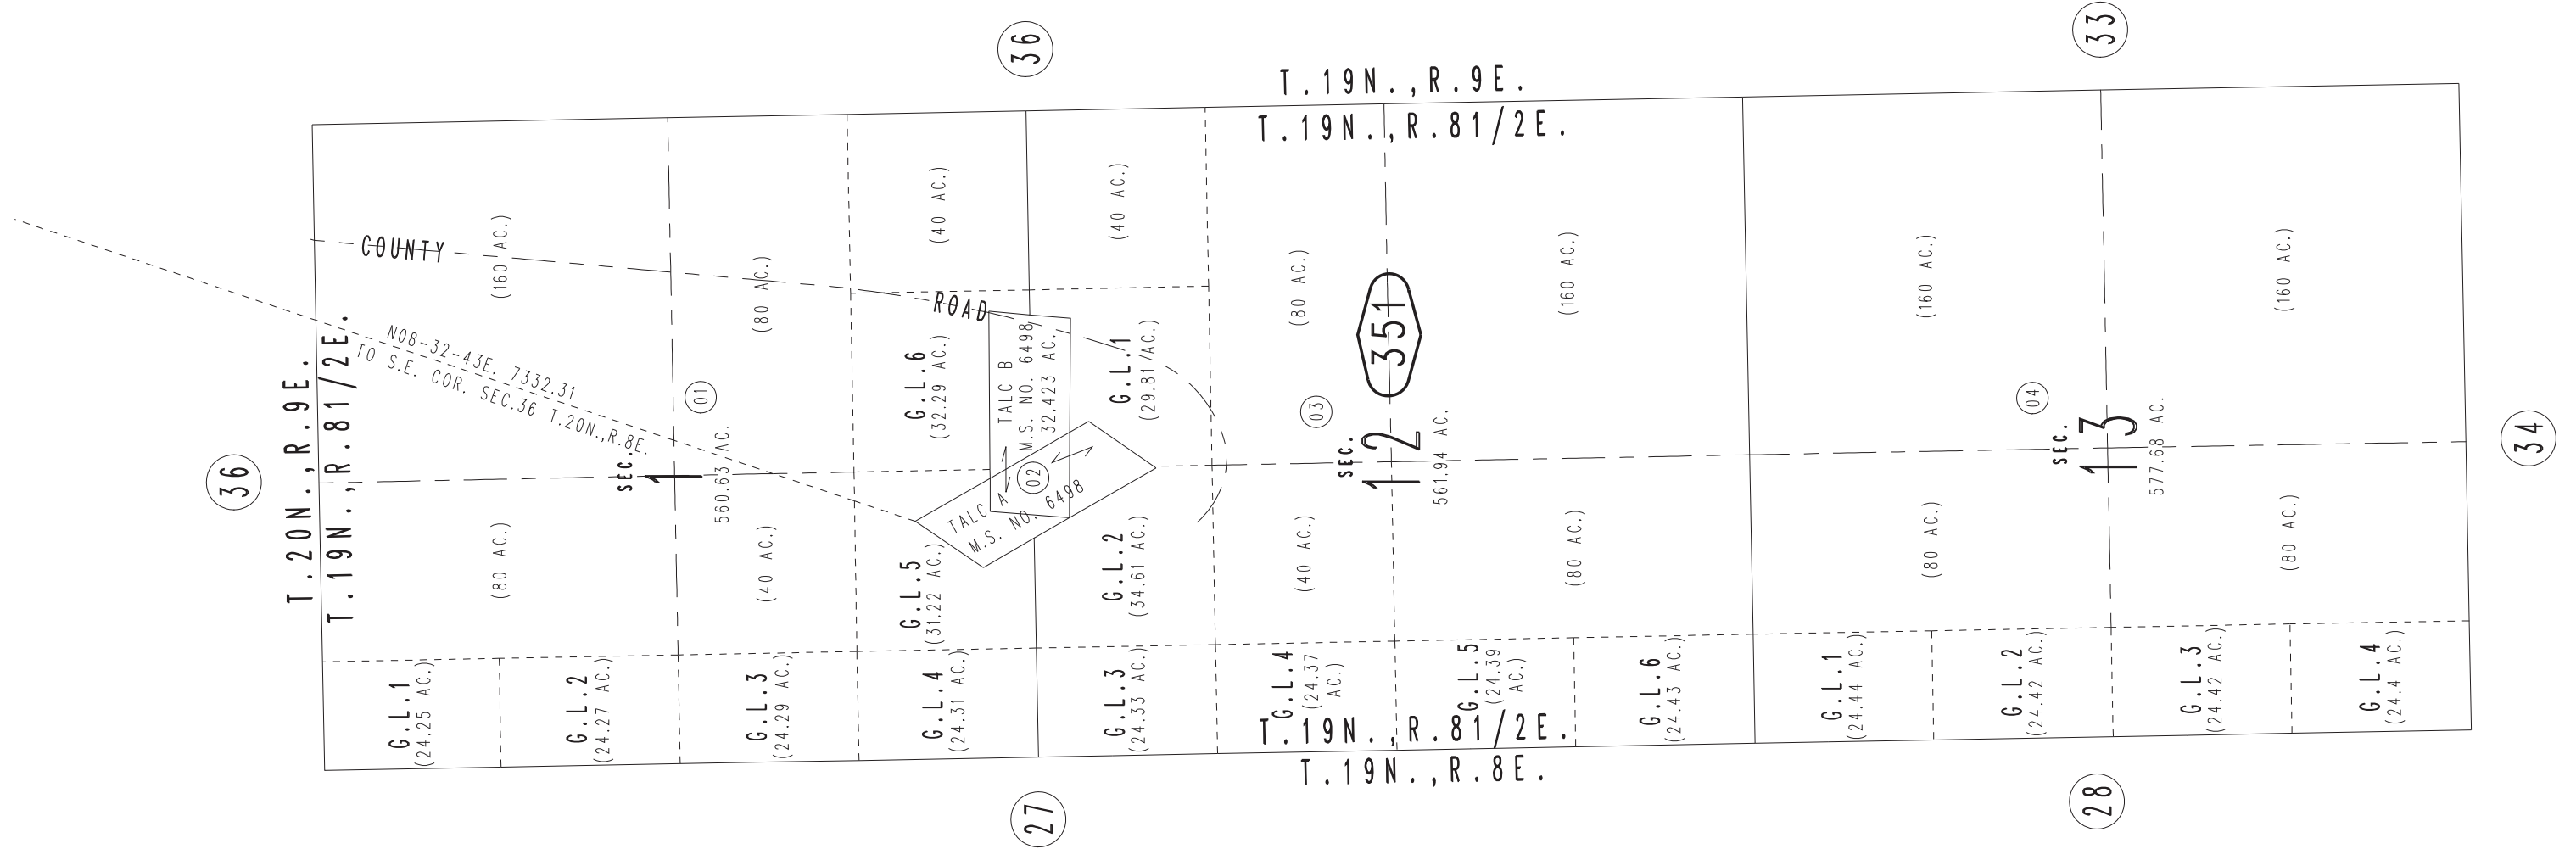 36
33
T.19N.,R.9E.
T.19N.,R.81/2E.
T.20N.,R.9E.
T.19N.,R.81/2E.
36
COUNTY
ROAD
N08-32-43E. 7332.31
TO S.E. COR. SEC.36 T.20N.,R.8E.
(160 AC.)
(80 AC.)
(40 AC.)
(40 AC.)
(80 AC.)
(160 AC.)
(160 AC.)
(160 AC.)
01
SEC.
1
560.63 AC.
G.L.6
(32.29 AC.)
TALC B
M.S. NO. 6498
32.423 AC.
02
TALC A
M.S. NO. 6498
G.L.1
(29.81 AC.)
03
351
SEC.
12
561.94 AC.
04
SEC.
13
577.68 AC.
34
(80 AC.)
(40 AC.)
G.L.5
(31.22 AC.)
G.L.2
(34.61 AC.)
(40 AC.)
(80 AC.)
(80 AC.)
(80 AC.)
G.L.1
(24.25 AC.)
G.L.2
(24.27 AC.)
G.L.3
(24.29 AC.)
G.L.4
(24.31 AC.)
G.L.3
(24.33 AC.)
G.L.4
(24.37
AC.)
G.L.5
(24.39
AC.)
G.L.6
(24.43 AC.)
G.L.1
(24.44 AC.)
G.L.2
(24.42 AC.)
G.L.3
(24.42 AC.)
G.L.4
(24.4 AC.)
T.19N.,R.81/2E.
T.19N.,R.8E.
27
28